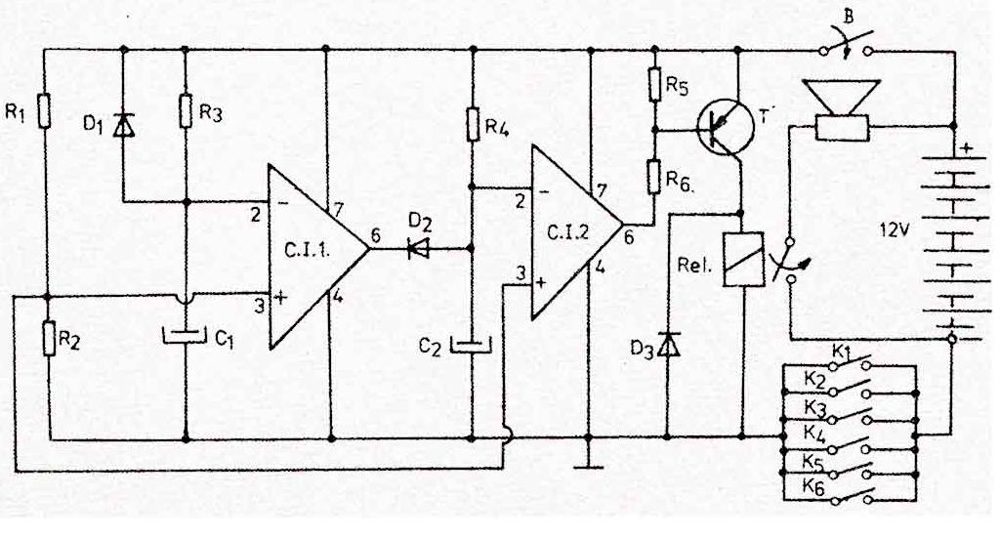 B
R1
D1
R3
R4
R5
T
R6.
+
2
-
7
C.I.1.
6
D2
4
3
+
2
-
7
C.I.2
6
4
3
+
Rel.
12V
R2
C1
C2
D3
K1
K2
K3
K4
K5
K6